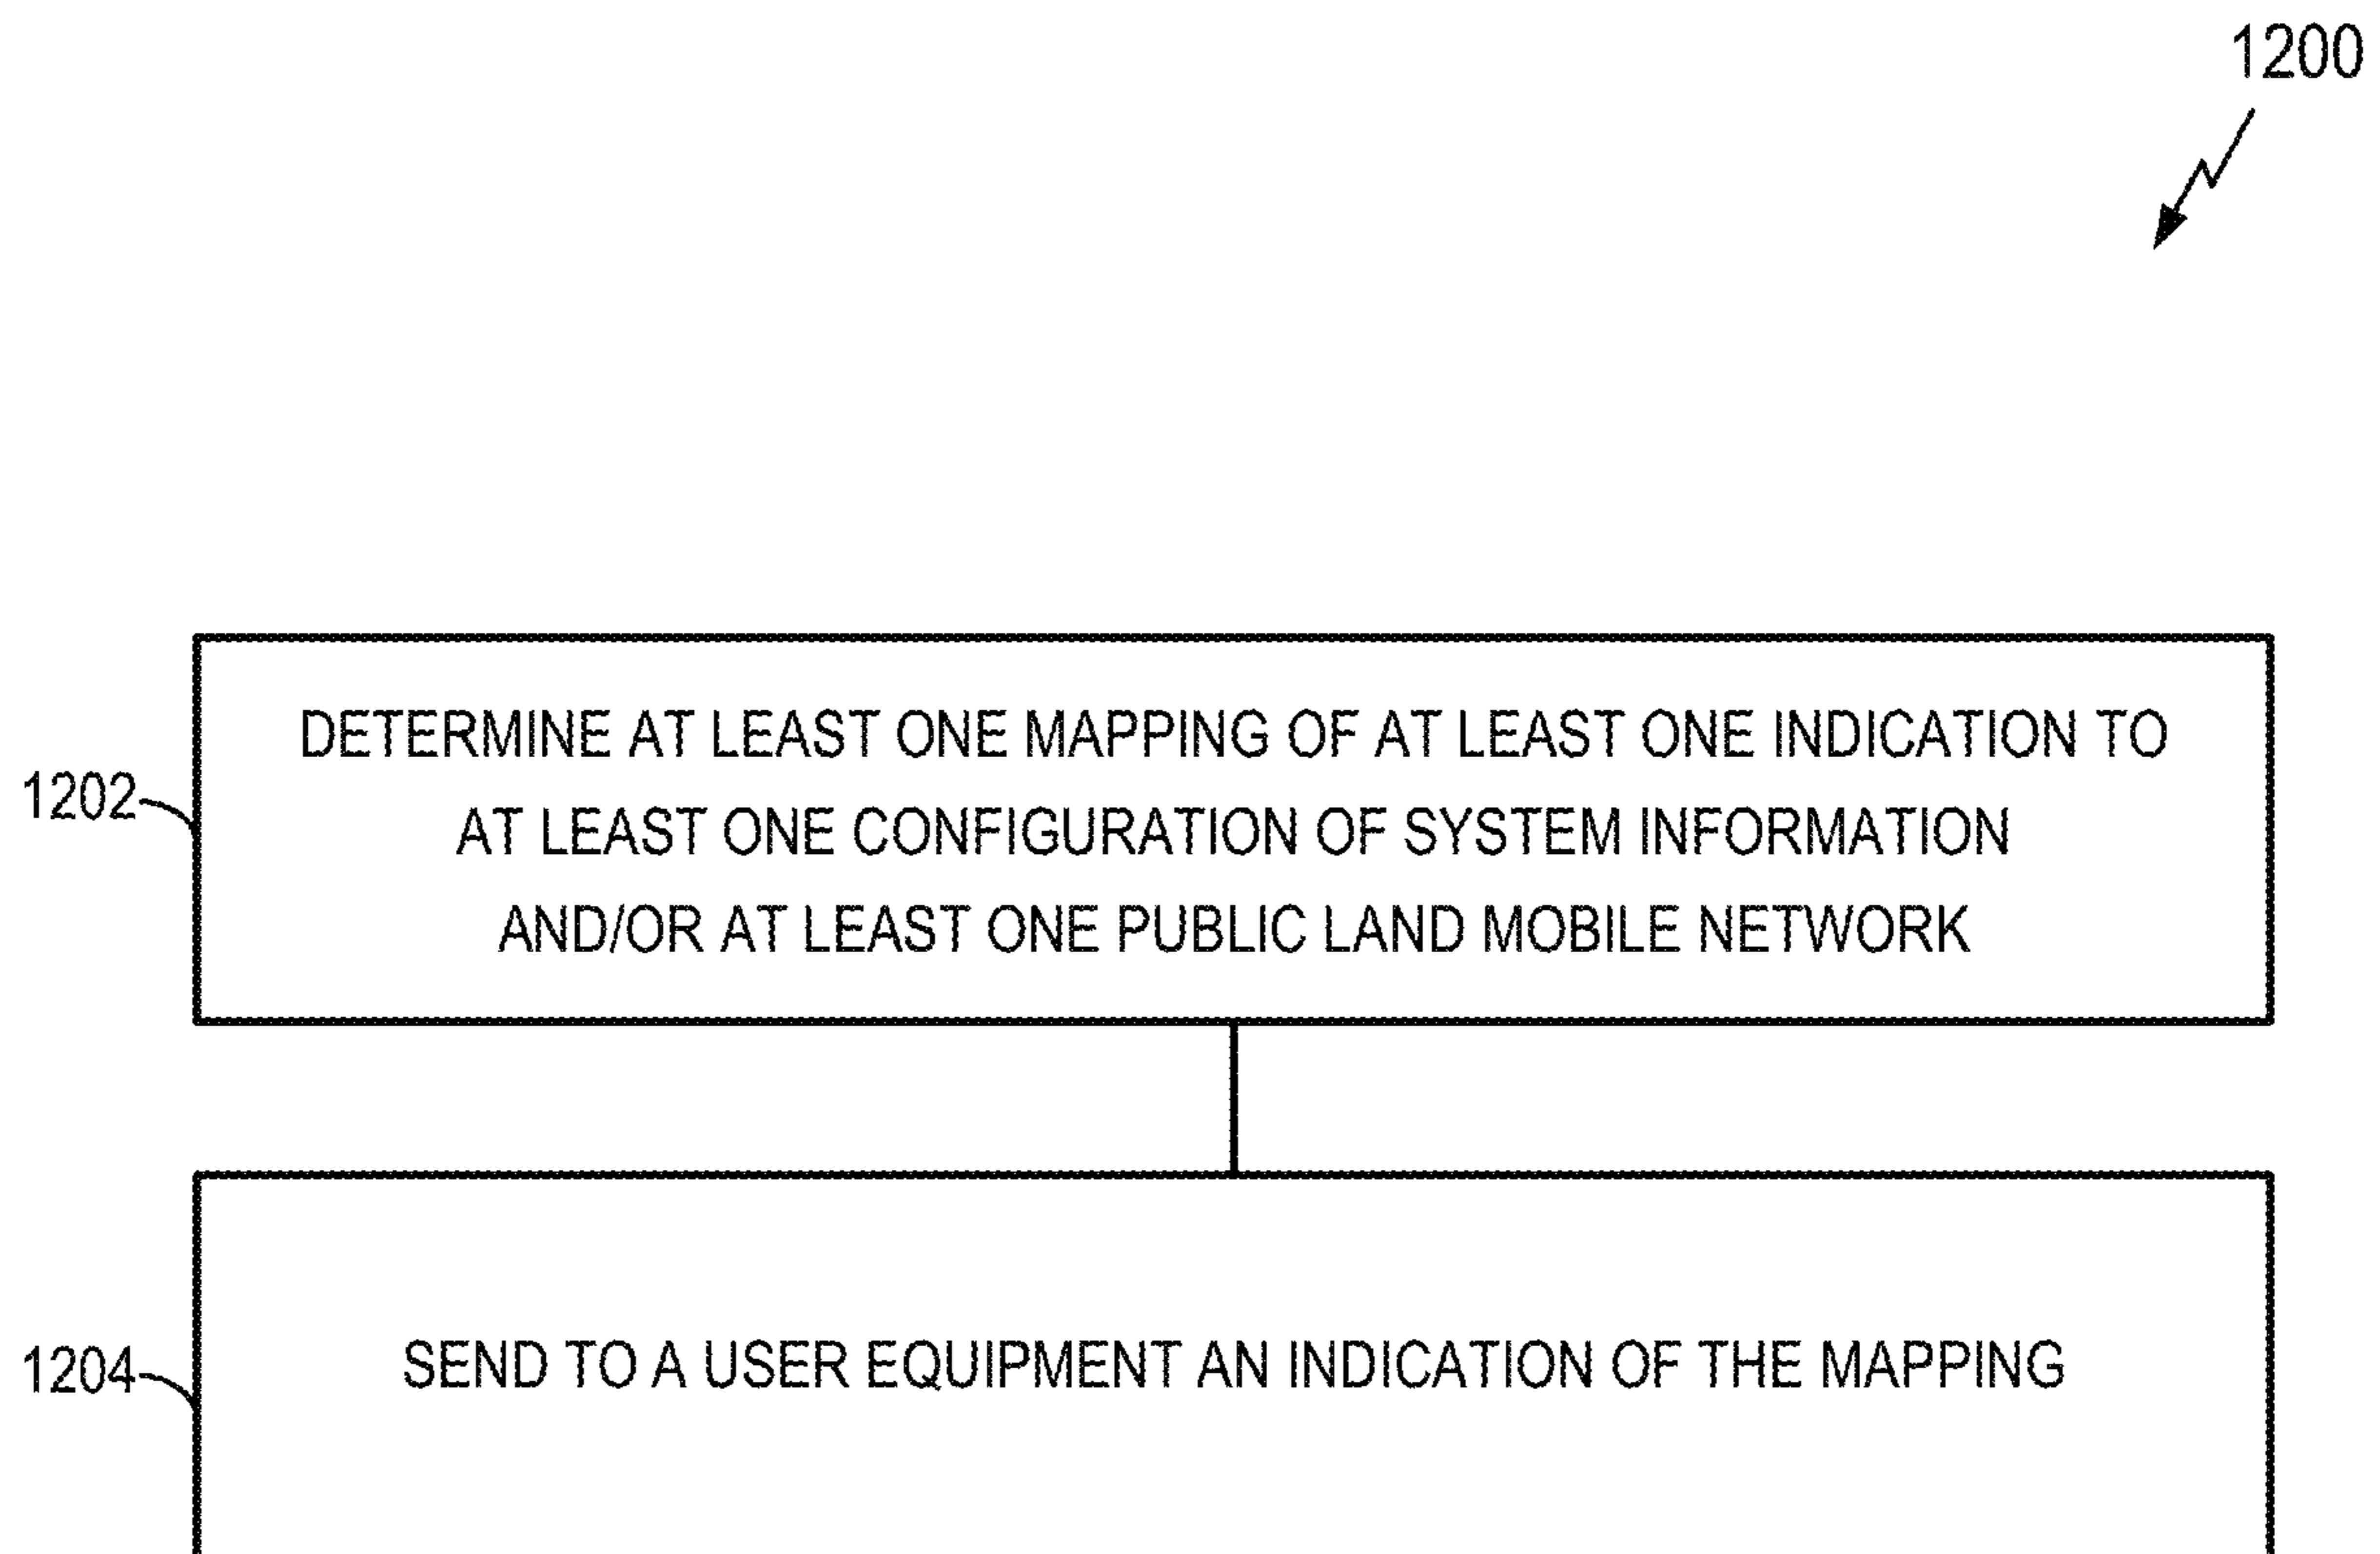 1200
1202
DETERMINE AT LEAST ONE MAPPING OF AT LEAST ONE INDICATION TO
AT LEAST ONE CONFIGURATION OF SYSTEM INFORMATION
AND/OR AT LEAST ONE PUBLIC LAND MOBILE NETWORK
1204
SEND TO A USER EQUIPMENT AN INDICATION OF THE MAPPING